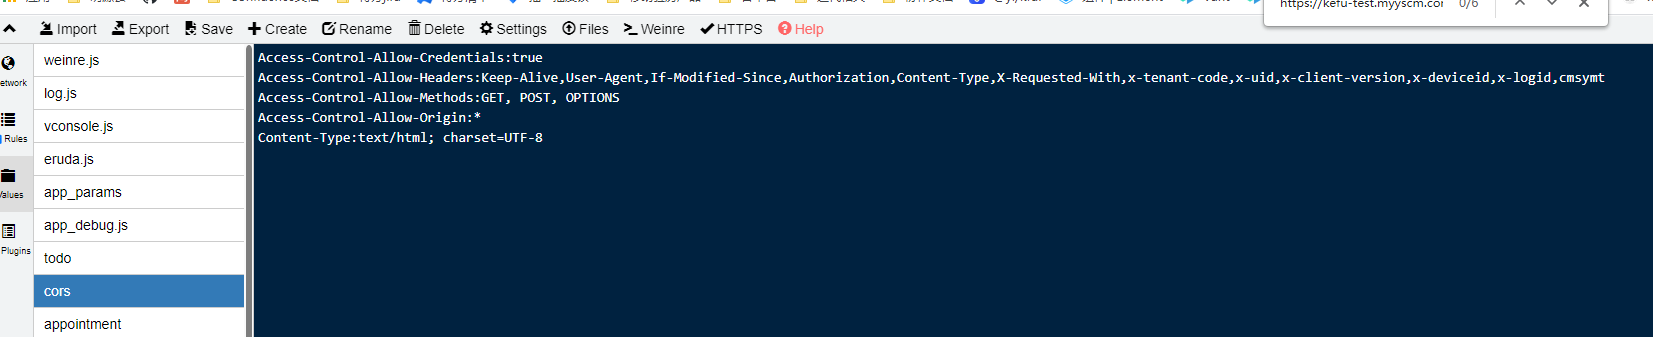 https://kefu-test.myyscm.cor 0/6
Import Export Save Create Rename Delete Settings Files Weinre HTTPS Help
etwork
Rules
Values
Plugins
weinre.js
log.js
vconsole.js
eruda.js
app_params
app_debug.js
todo
cors
appointment
Access-Control-Allow-Credentials:true
Access-Control-Allow-Headers:Keep-Alive,User-Agent,If-Modified-Since,Authorization,Content-Type,X-Requested-With,x-tenant-code,x-uid,x-client-version,x-deviceid,x-logid,cmsymt
Access-Control-Allow-Methods:GET, POST, OPTIONS
Access-Control-Allow-Origin:*
Content-Type:text/html; charset=UTF-8